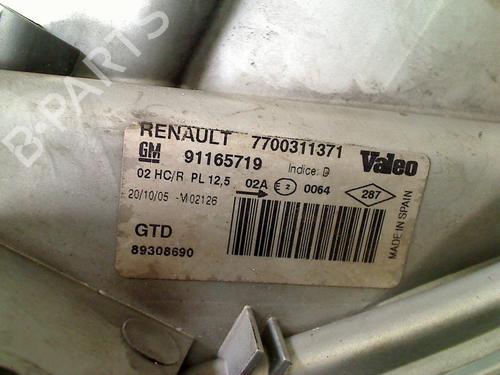 B-PARTS
RENAULT 7700311371
GM 91165719 Indice: D Valeo
02 HC/R PL 12,5 02A E2 0064 287
20/10/05 -M02126
GTD
89308690
MADE IN SPAIN